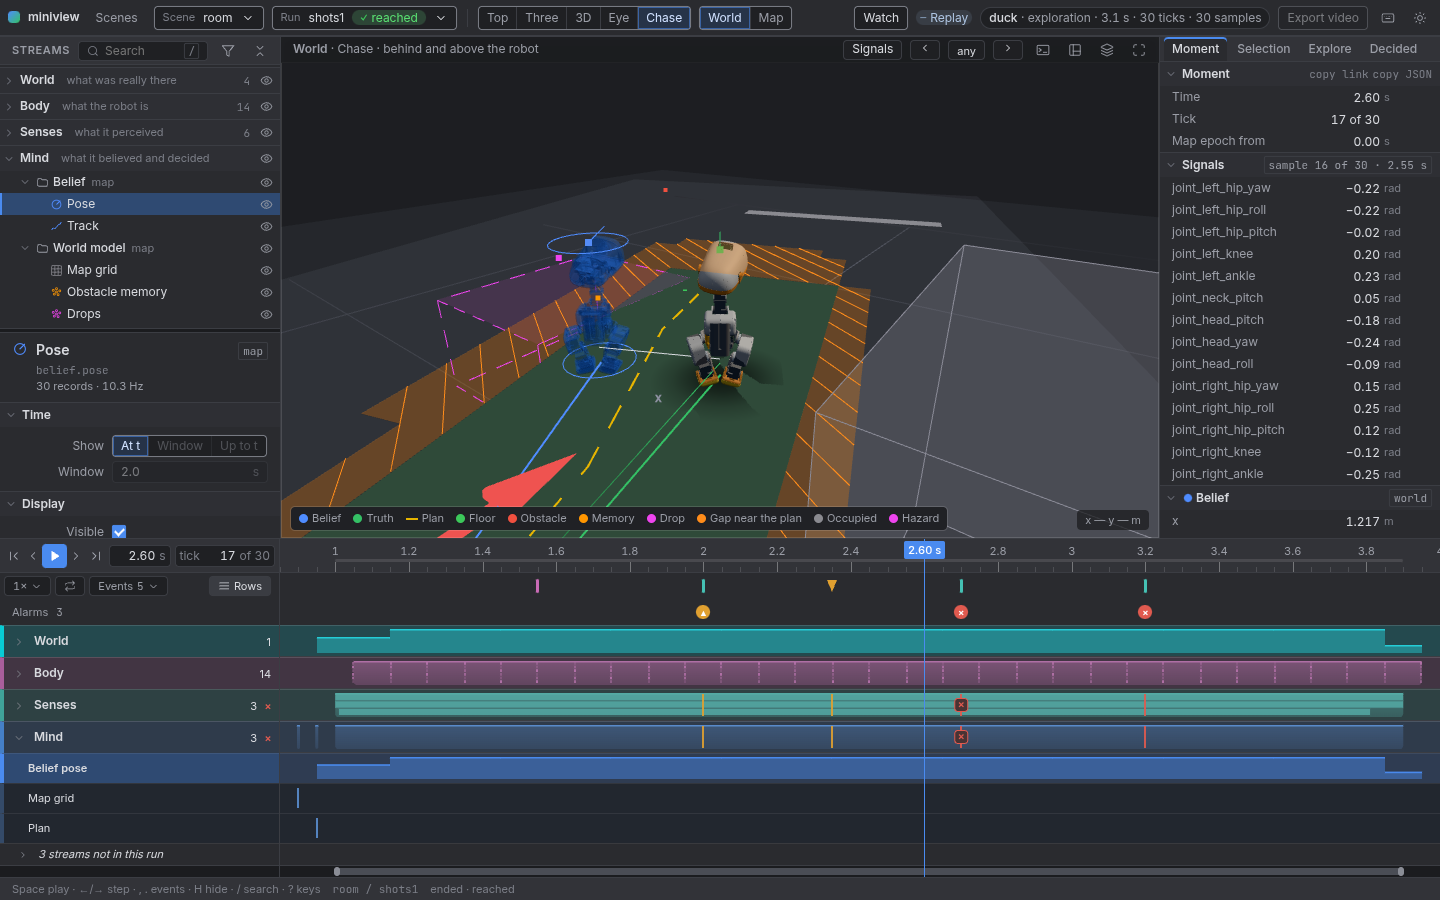 miniview Scenes Scene room Run shots1 reached Top Three 3D Eye Chase World Map Watch Replay duck · exploration · 3.1 s · 30 ticks · 30 samples Export video
STREAMS Search / World · Chase · behind and above the robot Signals any Moment Selection Explore Decided
World what was really there 4
Body what the robot is 14
Senses what it perceived 6
Mind what it believed and decided
Belief map
Pose
Track
World model map
Map grid
Obstacle memory
Drops
Pose map
belief.pose
30 records · 10.3 Hz
Time
Show At t Window Up to t
Window 2.0 s
Display
Visible
x
Belief Truth Plan Floor Obstacle Memory Drop Gap near the plan Occupied Hazard
x — y — m
Moment copy link copy JSON
Time 2.60 s
Tick 17 of 30
Map epoch from 0.00 s
Signals sample 16 of 30 · 2.55 s
joint_left_hip_yaw −0.22 rad
joint_left_hip_roll −0.22 rad
joint_left_hip_pitch −0.02 rad
joint_left_knee 0.20 rad
joint_left_ankle 0.23 rad
joint_neck_pitch 0.05 rad
joint_head_pitch −0.18 rad
joint_head_yaw −0.24 rad
joint_head_roll −0.09 rad
joint_right_hip_yaw 0.15 rad
joint_right_hip_roll 0.25 rad
joint_right_hip_pitch 0.12 rad
joint_right_knee −0.12 rad
joint_right_ankle −0.25 rad
Belief world
x 1.217 m
2.60 s tick 17 of 30 1 1.2 1.4 1.6 1.8 2 2.2 2.4 2.60 s 2.8 3 3.2 3.4 3.6 3.8
1× Events 5 Rows
Alarms 3
World 1
Body 14
Senses 3 ×
Mind 3 ×
Belief pose
Map grid
Plan
3 streams not in this run
Space play · ←/→ step · , . events · H hide · / search · ? keys room / shots1 ended · reached